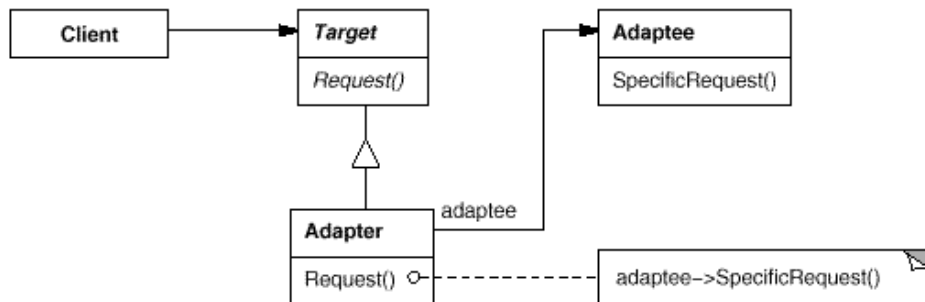 Client
Target
Request()
Adaptee
SpecificRequest()
adaptee
Adapter
Request()
adaptee->SpecificRequest()